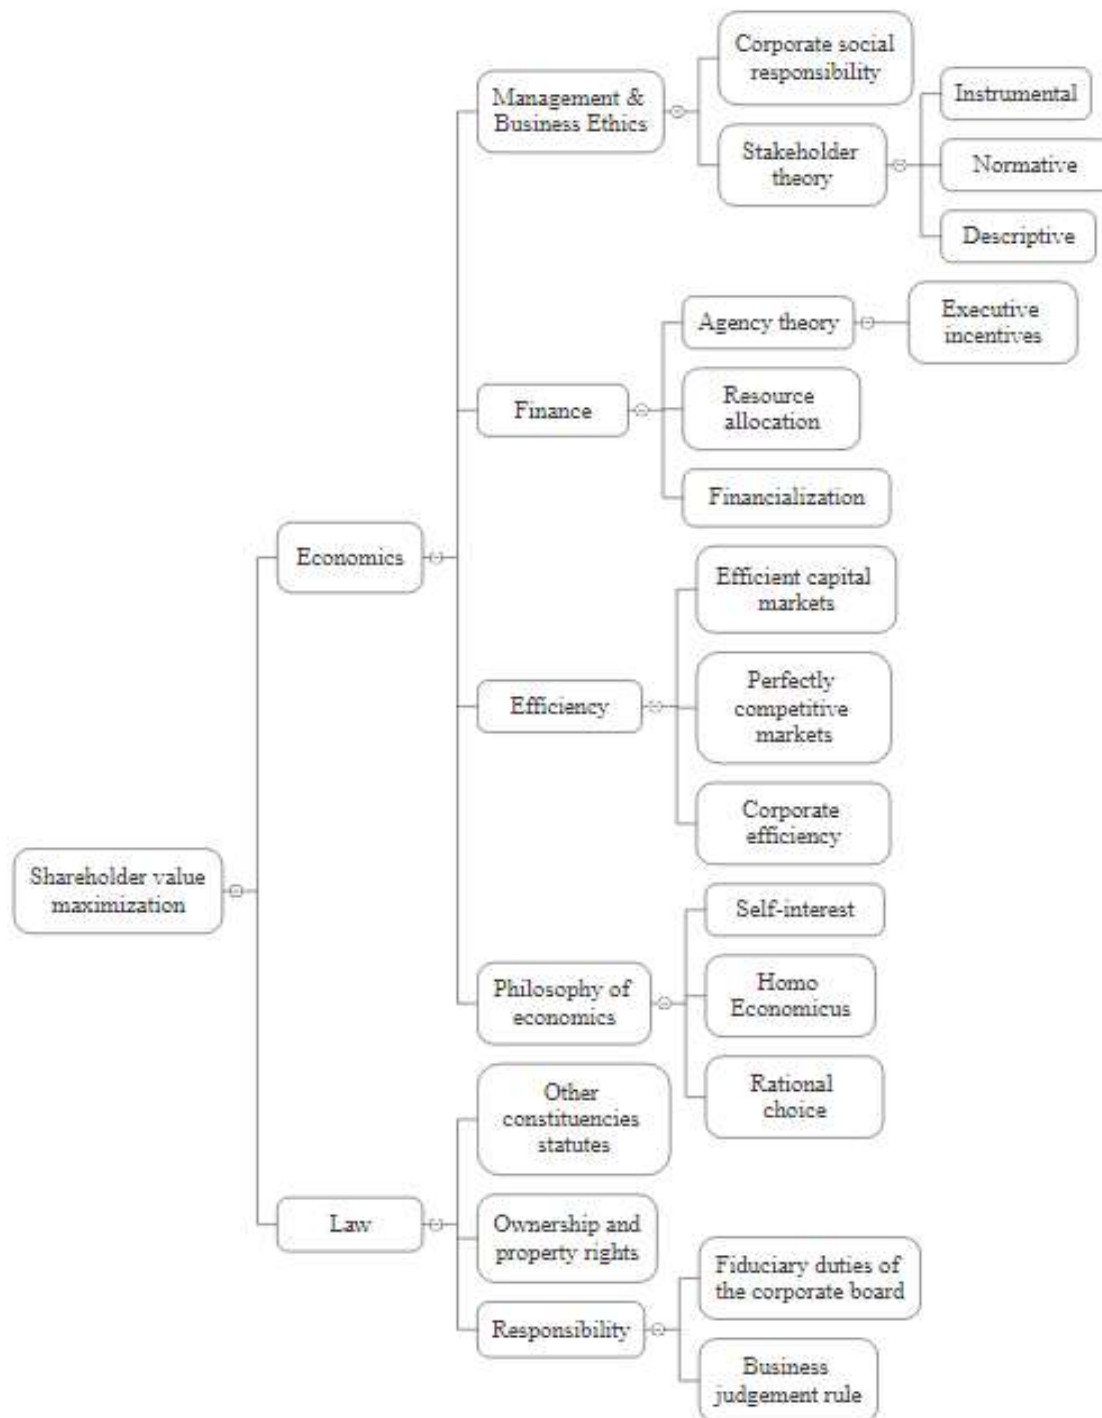 Corporate social
responsibility
Management &
Business Ethics
Instrumental
Stakeholder
theory
Normative
Descriptive
Agency theory
Executive
incentives
Finance
Resource
allocation
Financialization
Economics
Efficient capital
markets
Efficiency
Perfectly
competitive
markets
Corporate
efficiency
Shareholder value
maximization
Self-interest
Philosophy of
economics
Homo
Economicus
Rational
choice
Other
constituencies
statutes
Law
Ownership and
property rights
Fiduciary duties of
the corporate board
Responsibility
Business
judgement rule